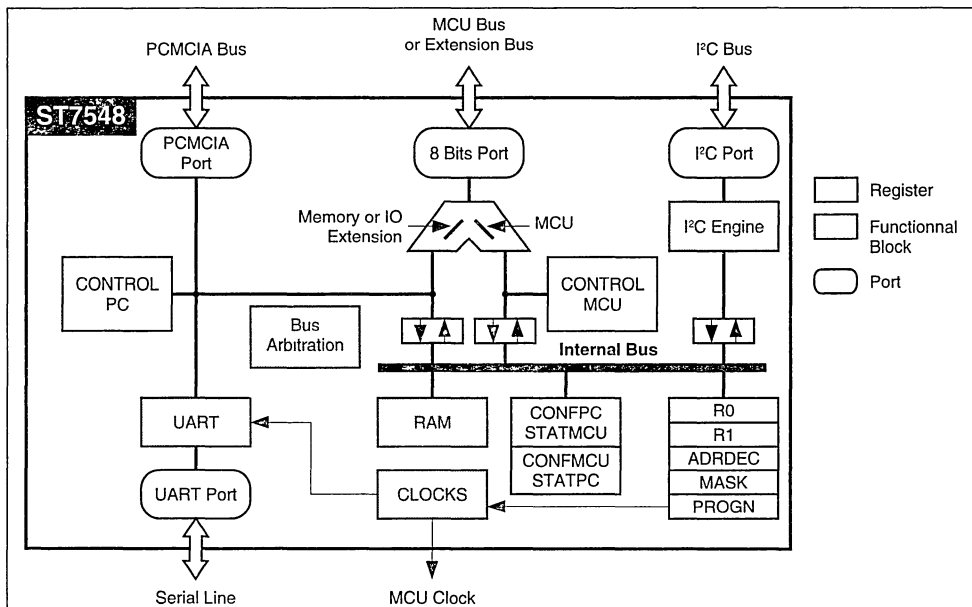 PCMCIA Bus
MCU Bus
or Extension Bus
I²C Bus
ST7548
PCMCIA
Port
8 Bits Port
I²C Port
Register
Functionnal
Block
Port
Memory or IO
Extension
MCU
I²C Engine
CONTROL
PC
CONTROL
MCU
Bus
Arbitration
Internal Bus
UART
RAM
CONFPC
STATMCU
CONFMCU
STATPC
R0
R1
ADRDEC
MASK
PROGN
UART Port
CLOCKS
Serial Line
MCU Clock